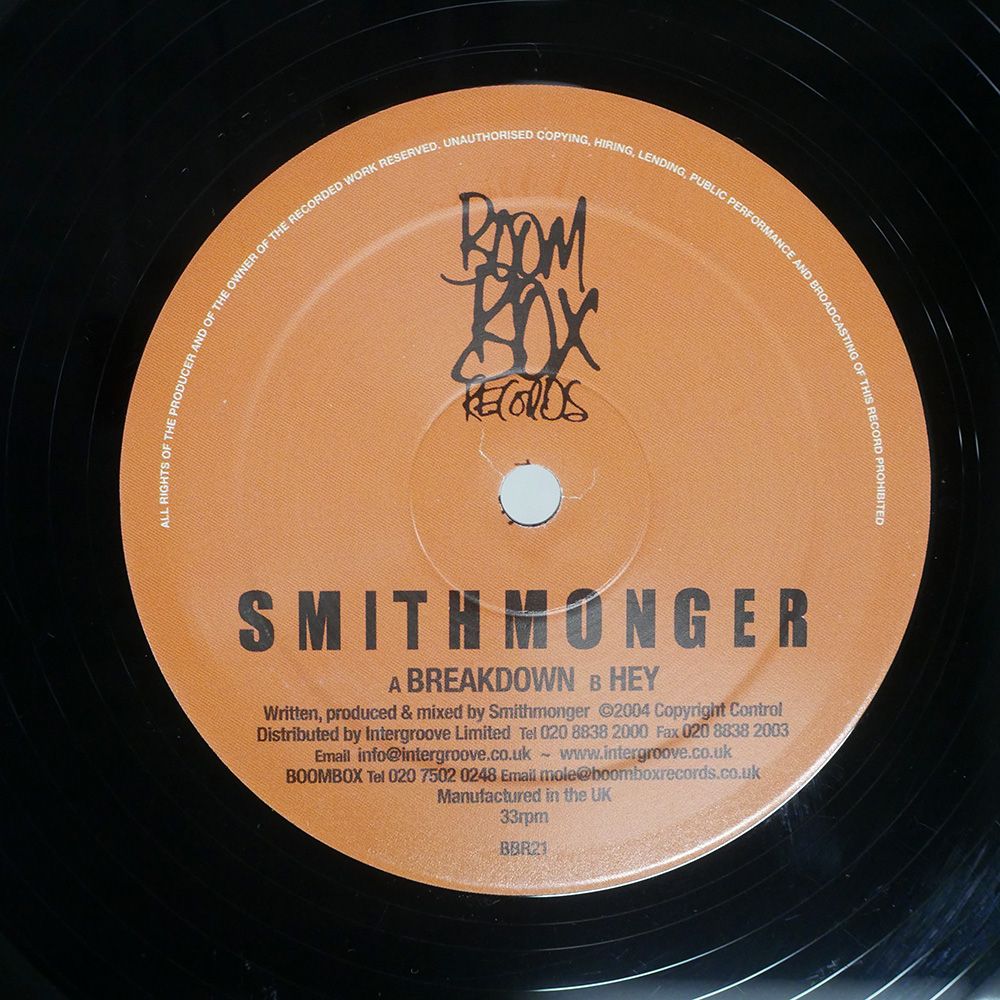 ALL RIGHTS OF THE PRODUCER AND OF THE OWNER OF THE RECORDED WORK RESERVED. UNAUTHORISED COPYING, HIRING, LENDING, PUBLIC PERFORMANCE AND BROADCASTING OF THIS RECORD PROHIBITED
BOOM
BOX
RECORDS
SMITHMONGER
A BREAKDOWN B HEY
Written, produced & mixed by Smithmonger ©2004 Copyright Control
Distributed by Intergroove Limited Tel 020 8838 2000 Fax 020 8838 2003
Email info@intergroove.co.uk ~ www.intergroove.co.uk
BOOMBOX Tel 020 7502 0248 Email mole@boomboxrecords.co.uk
Manufactured in the UK
33rpm
BBR21